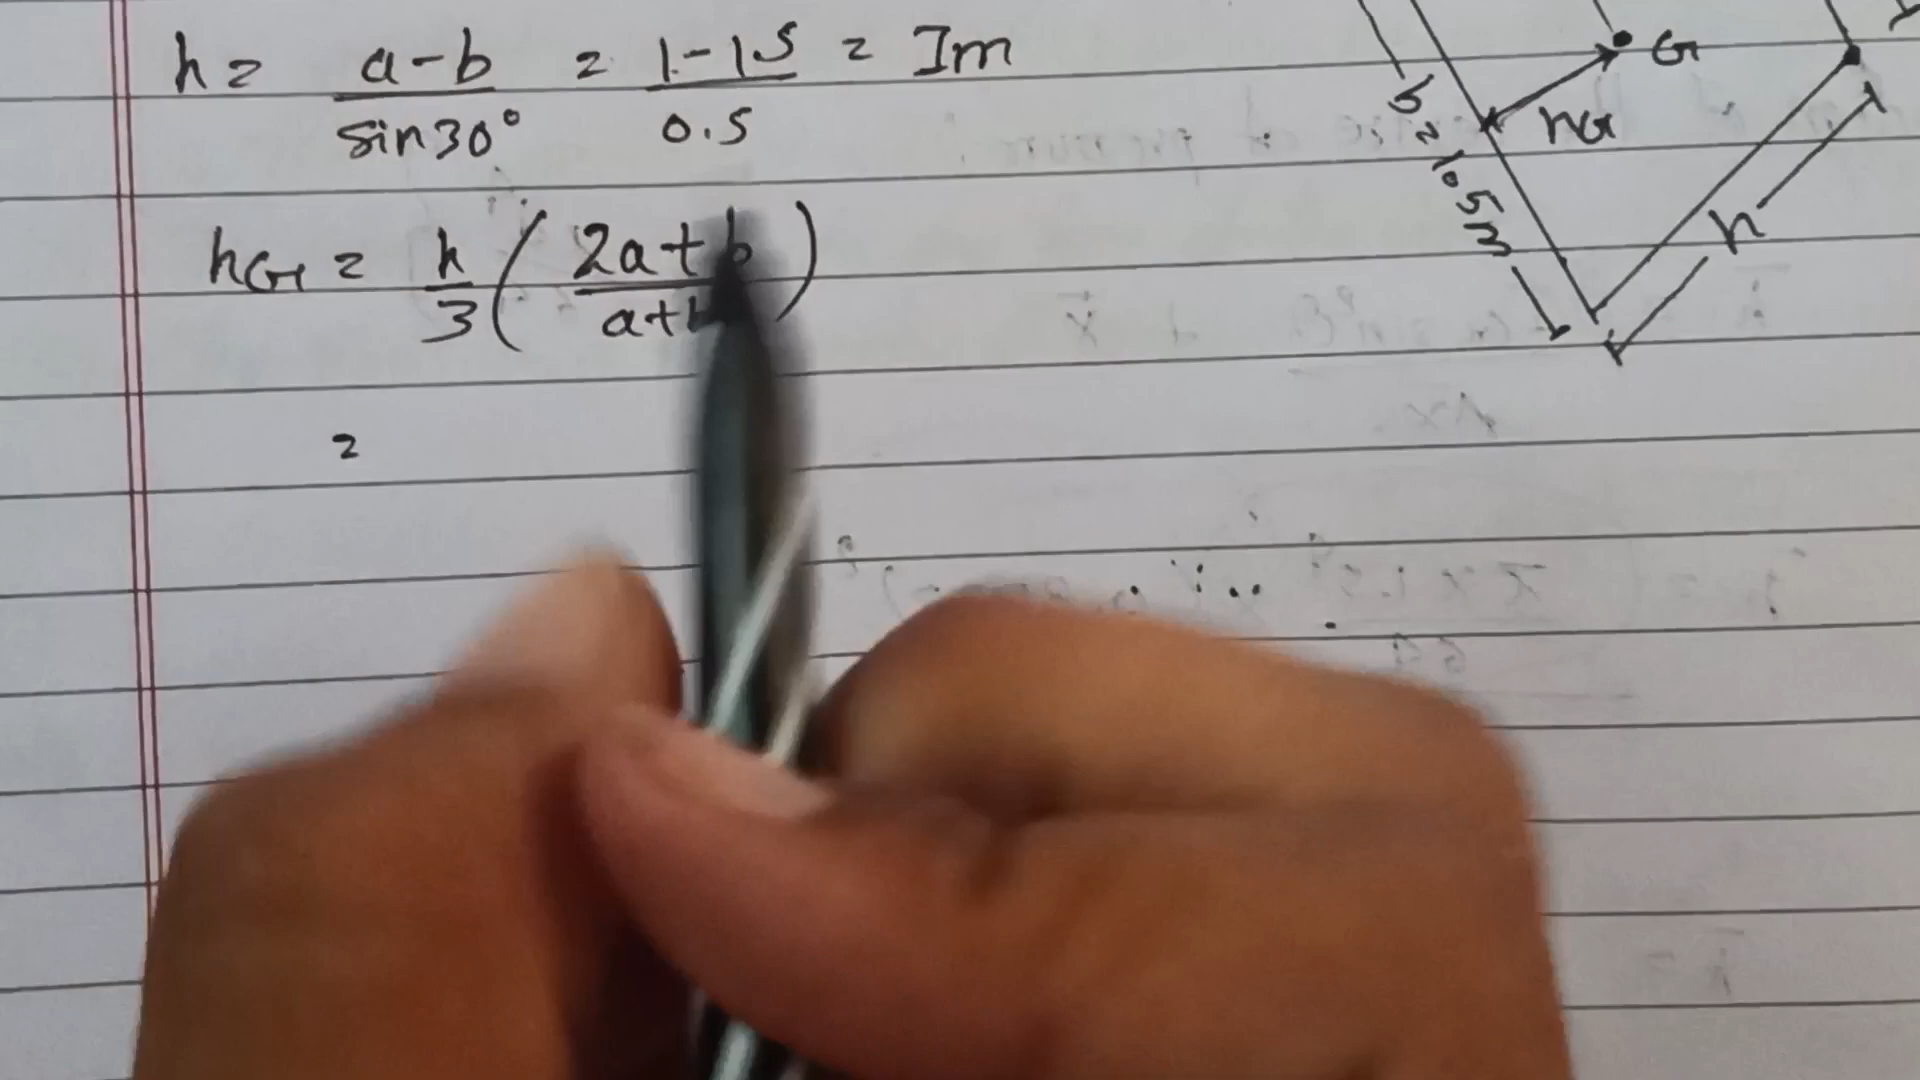 h = a-b / sin30° = 1-1.5 / 0.5 = 1m
hG = h/3 ( 2a+b / a+b )
=
G
hG
b = 1.5m
h